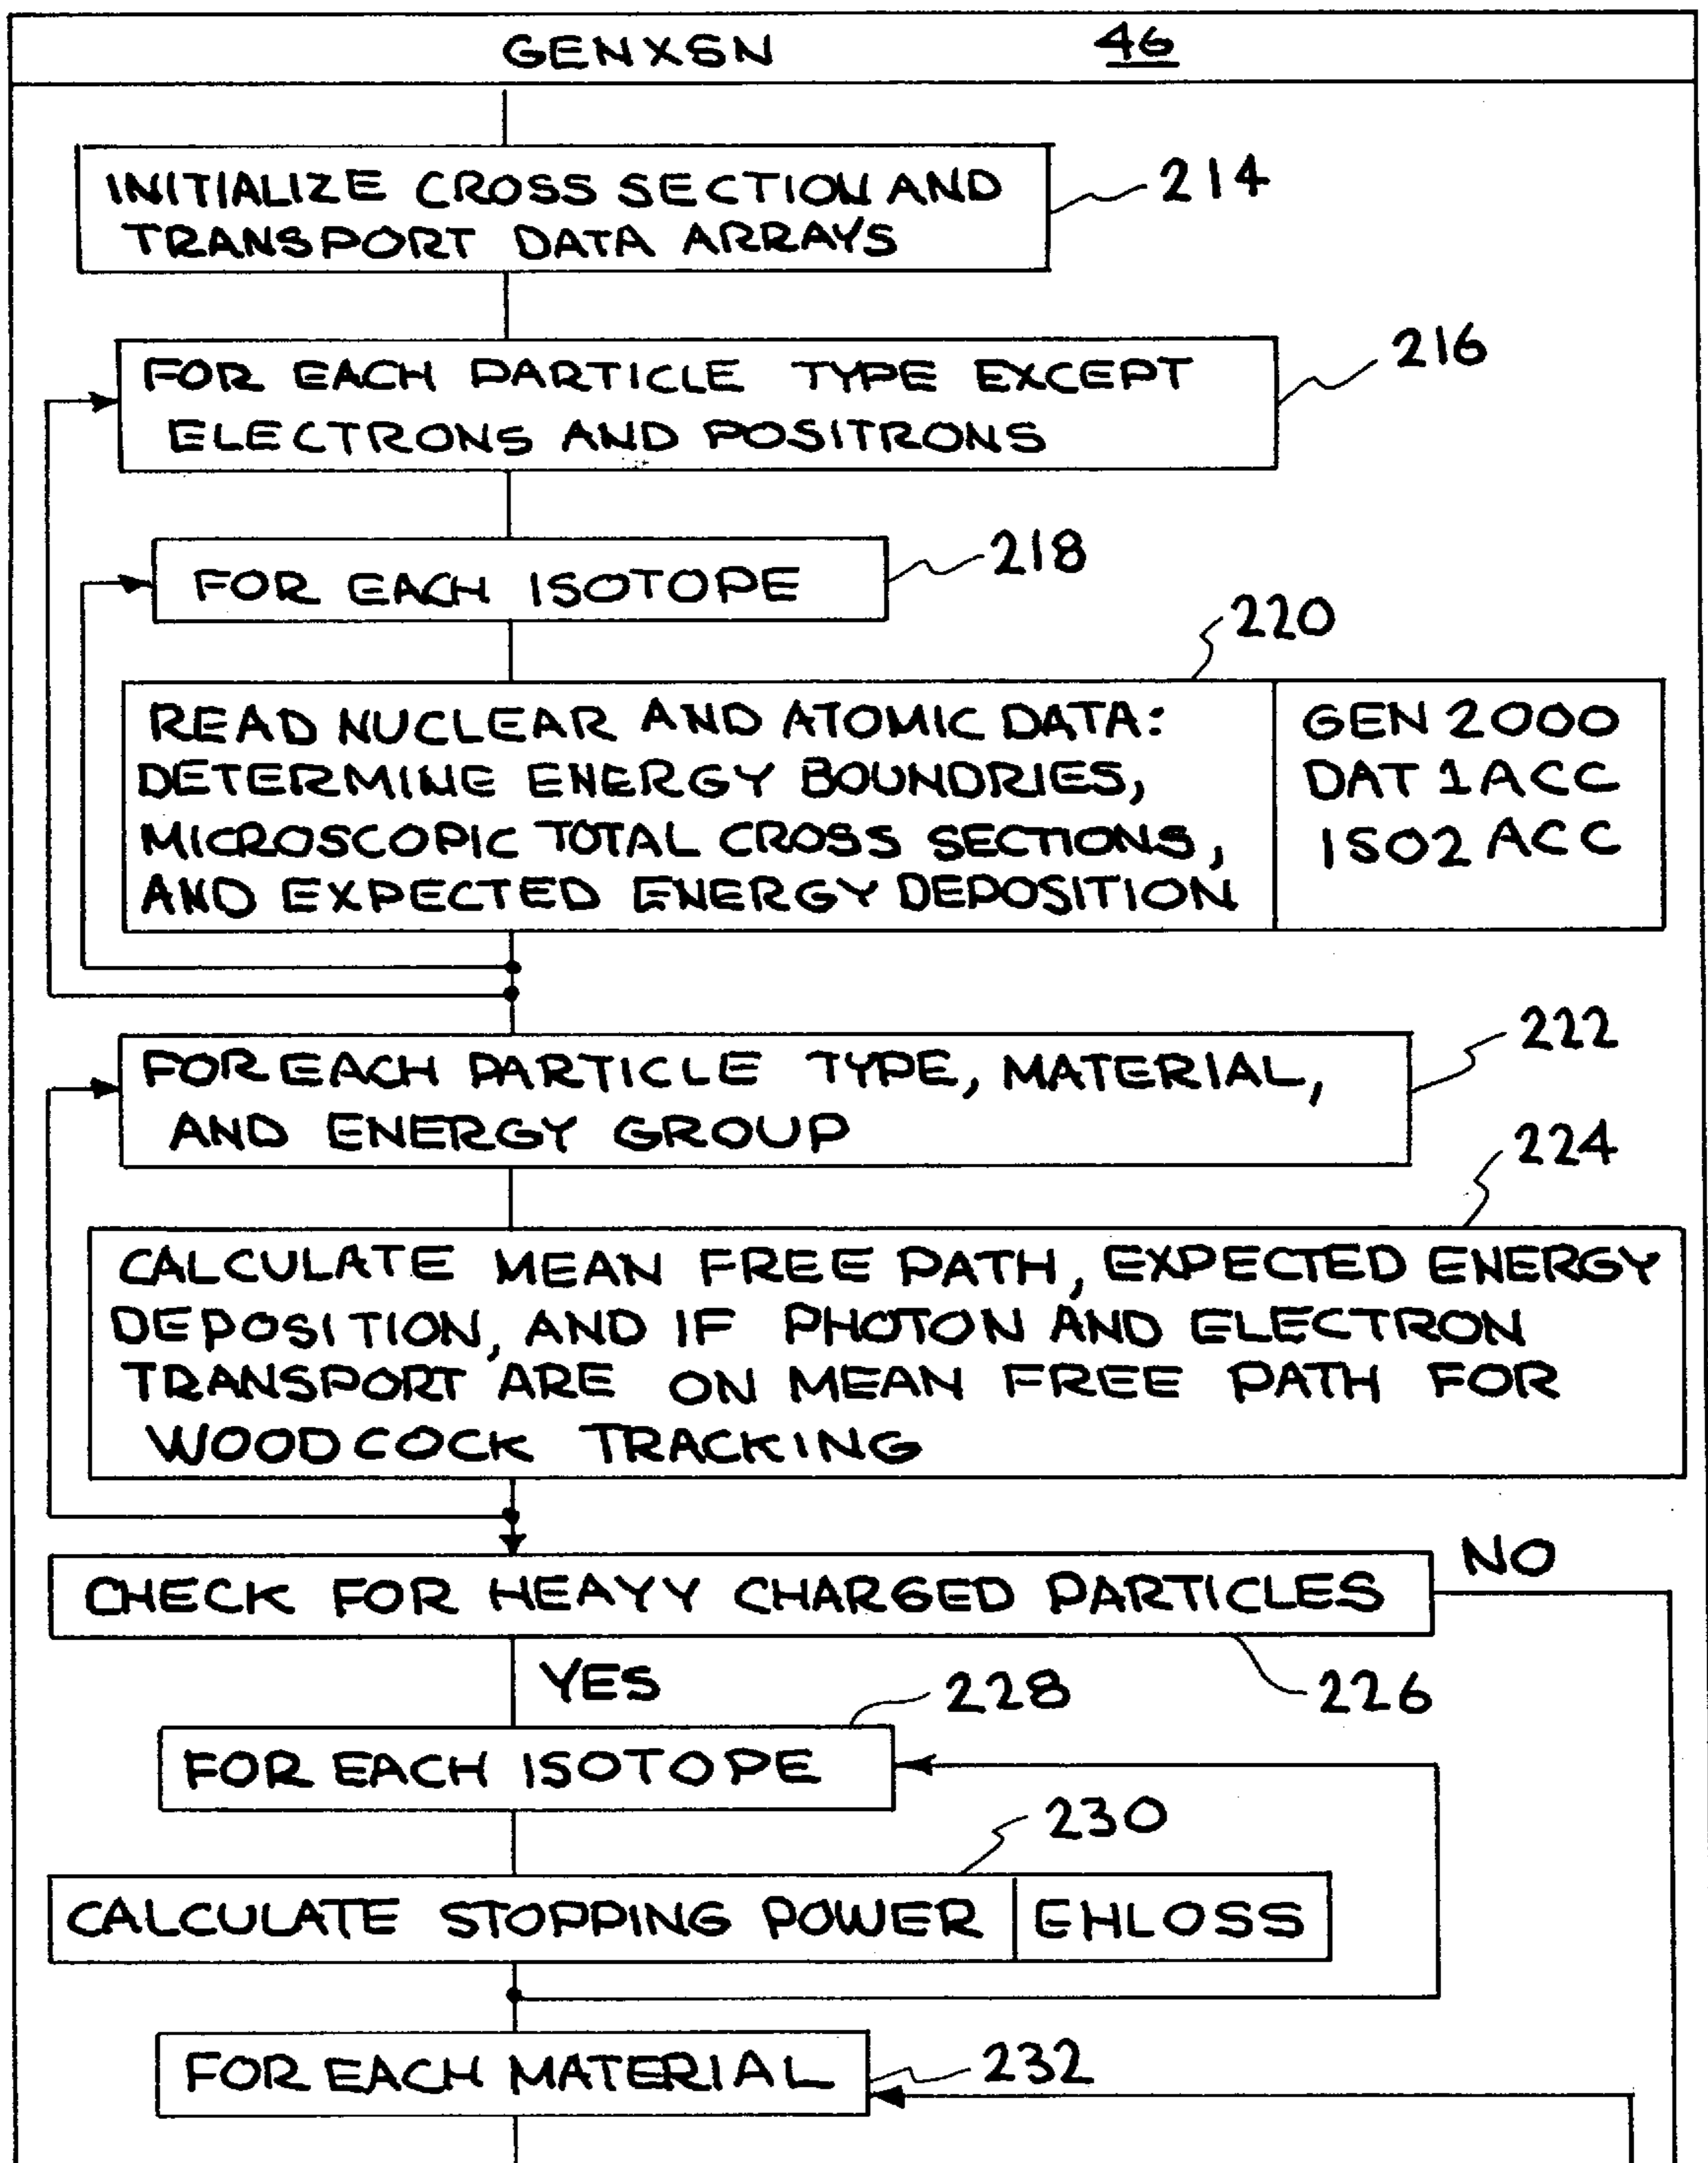 GENXSN 46
INITIALIZE CROSS SECTION AND
TRANSPORT DATA ARRAYS
214
FOR EACH PARTICLE TYPE EXCEPT
ELECTRONS AND POSITRONS
216
FOR EACH ISOTOPE
218
220
READ NUCLEAR AND ATOMIC DATA:
DETERMINE ENERGY BOUNDRIES,
MICROSCOPIC TOTAL CROSS SECTIONS,
AND EXPECTED ENERGY DEPOSITION
GEN 2000
DAT 1 ACC
ISO2 ACC
FOR EACH PARTICLE TYPE, MATERIAL,
AND ENERGY GROUP
222
224
CALCULATE MEAN FREE PATH, EXPECTED ENERGY
DEPOSITION, AND IF PHOTON AND ELECTRON
TRANSPORT ARE ON MEAN FREE PATH FOR
WOODCOCK TRACKING
CHECK FOR HEAYY CHARGED PARTICLES
NO
YES
226
228
FOR EACH ISOTOPE
230
CALCULATE STOPPING POWER
EHLOSS
FOR EACH MATERIAL
232